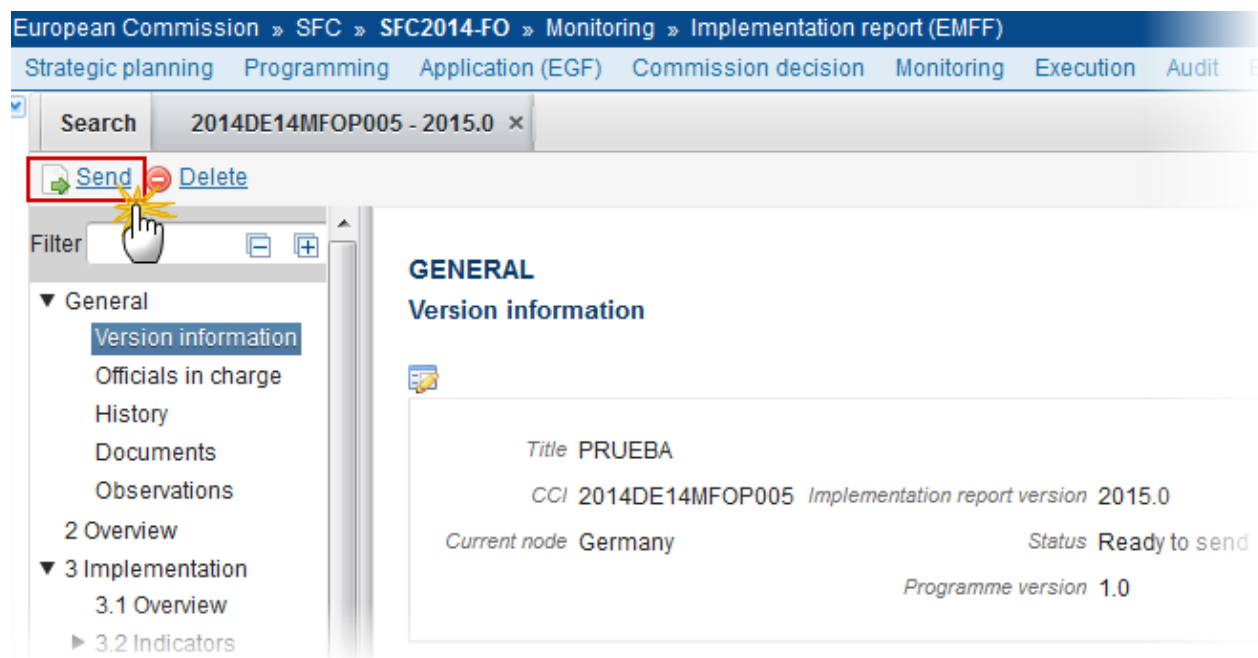 European Commission » SFC » SFC2014-FO » Monitoring » Implementation report (EMFF)
Strategic planning Programming Application (EGF) Commission decision Monitoring Execution Audit
Search 2014DE14MFOP005 - 2015.0 ×
Send Delete
Filter
GENERAL
▼ General
Version information
Version information
Officials in charge
History
Documents
Title PRUEBA
Observations
CCI 2014DE14MFOP005 Implementation report version 2015.0
2 Overview
Current node Germany Status Ready to send
▼ 3 Implementation
Programme version 1.0
3.1 Overview
▶ 3.2 Indicators